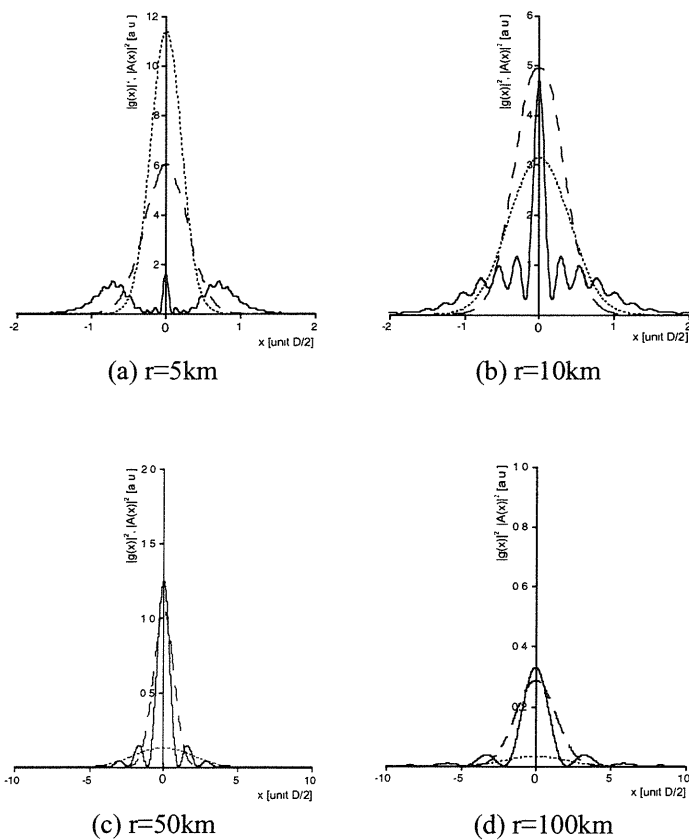 |g(x)|², |A(x)|² [a u]
12
10
8
6
4
2
-2 -1 0 1 2
x [unit D/2]
(a) r=5km
|g(x)|², |A(x)|² [a u]
6
5
4
3
2
1
-2 -1 0 1 2
x [unit D/2]
(b) r=10km
|g(x)|², |A(x)|² [a u]
2 0
1 5
1 0
0 5
-10 -5 0 5 10
x [unit D/2]
(c) r=50km
|g(x)|² |A(x)|² [a u]
1 0
0 8
0 6
0 4
0.2
-10 -5 0 5 10
x [unit D/2]
(d) r=100km